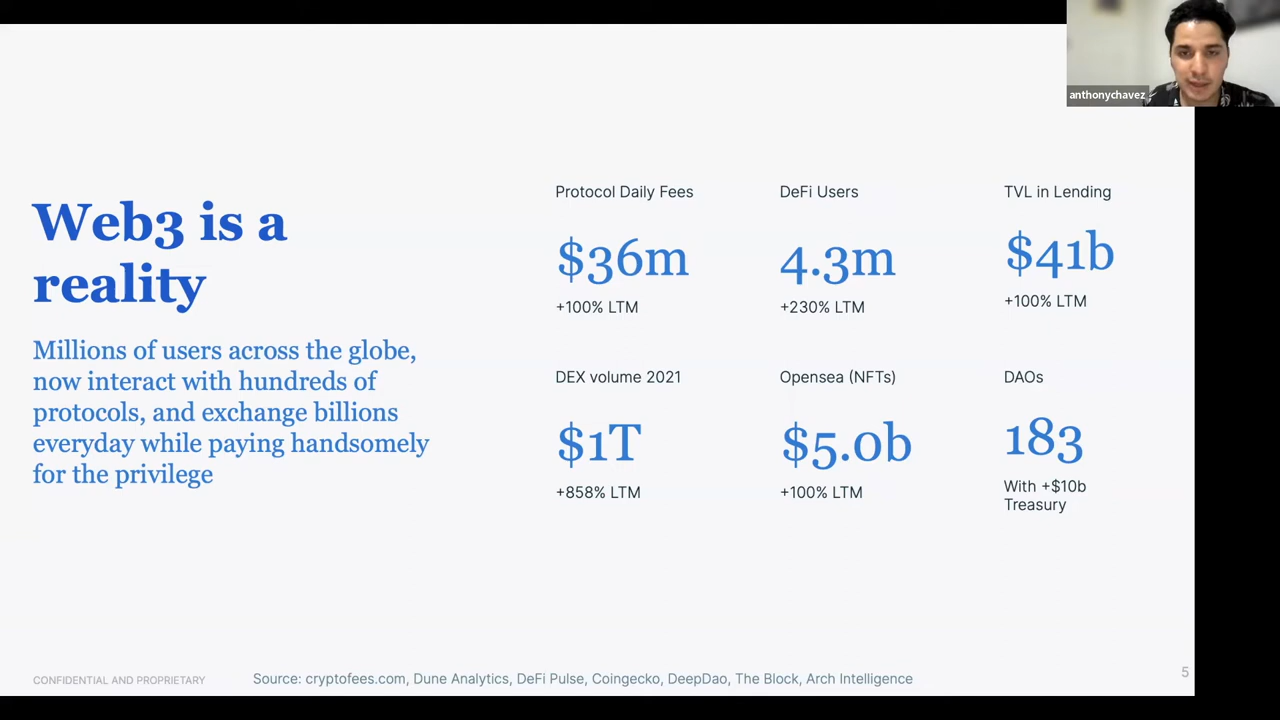 anthonychavez
Web3 is a
reality
Millions of users across the globe,
now interact with hundreds of
protocols, and exchange billions
everyday while paying handsomely
for the privilege
Protocol Daily Fees
$36m
+100% LTM
DeFi Users
4.3m
+230% LTM
TVL in Lending
$41b
+100% LTM
DEX volume 2021
$1T
+858% LTM
Opensea (NFTs)
$5.0b
+100% LTM
DAOs
183
With +$10b
Treasury
CONFIDENTIAL AND PROPRIETARY
Source: cryptofees.com, Dune Analytics, DeFi Pulse, Coingecko, DeepDao, The Block, Arch Intelligence
5